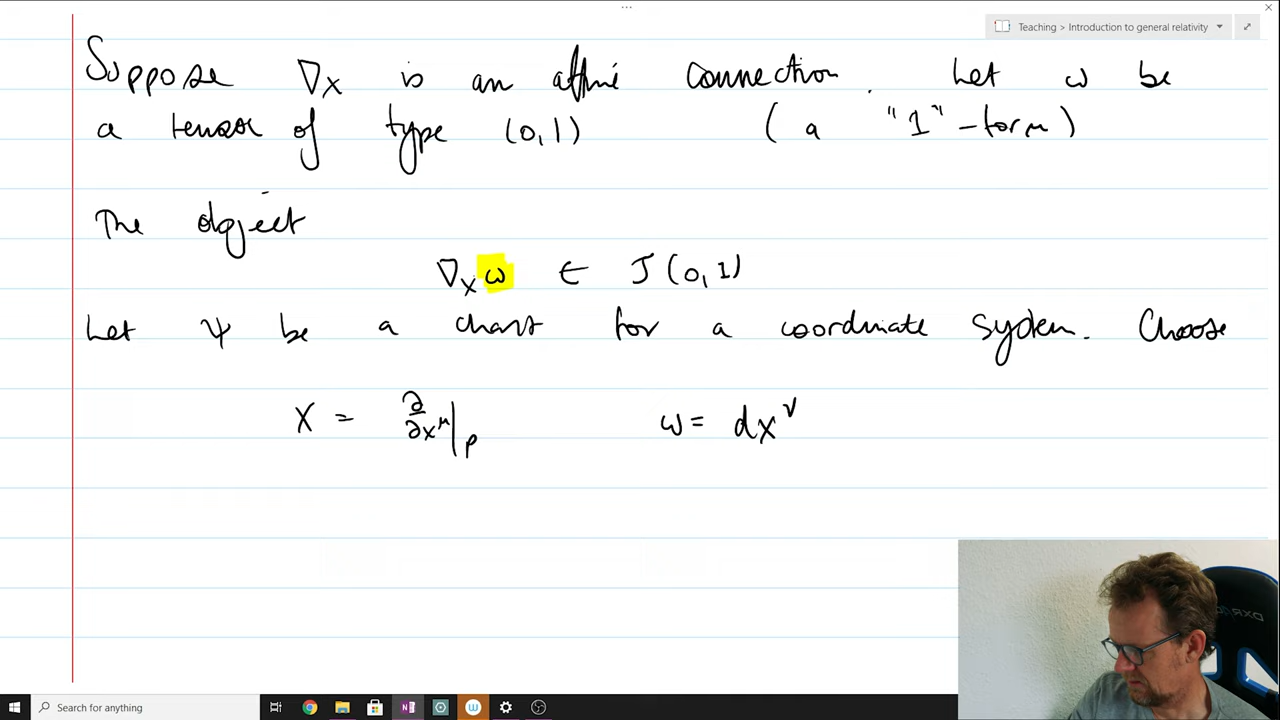 Teaching > Introduction to general relativity
Suppose ∇_X is an affine connection. Let ω be
a tensor of type (0,1) (a "1"-form)
The object
∇_X ω ∈ J(0,1)
Let ψ be a chart for a coordinate system. Choose
X = ∂/∂x^μ|_p ω = dx^ν
DXR
Search for anything